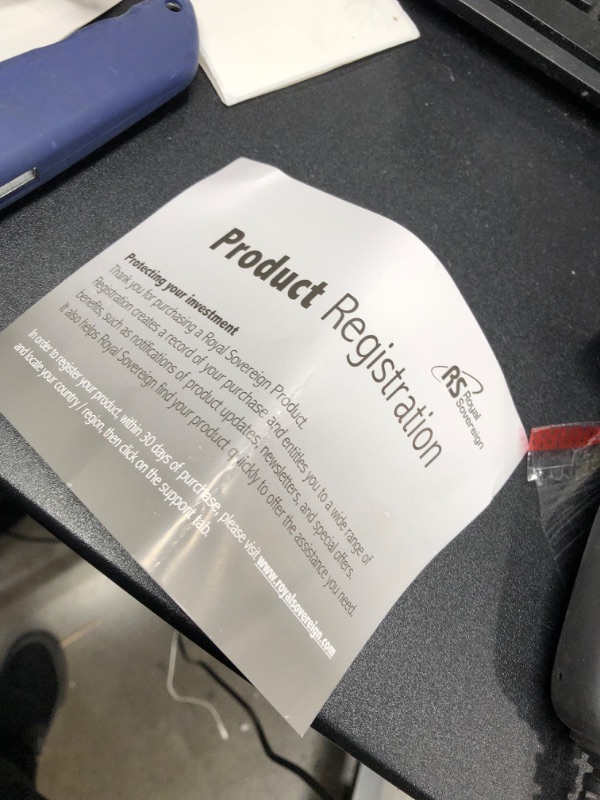 RS Royal
Sovereign
Product Registration
Protecting your investment
Thank you for purchasing a Royal Sovereign Product.
Registration creates a record of your purchase, and entitles you to a wide range of
benefits, such as notifications of product updates, newsletters, and special offers.
It also helps Royal Sovereign find your product quickly to offer the assistance you need.
In order to register your product, within 30 days of purchase, please visit www.royalsovereign.com
and locate your country / region, then click on the support tab.